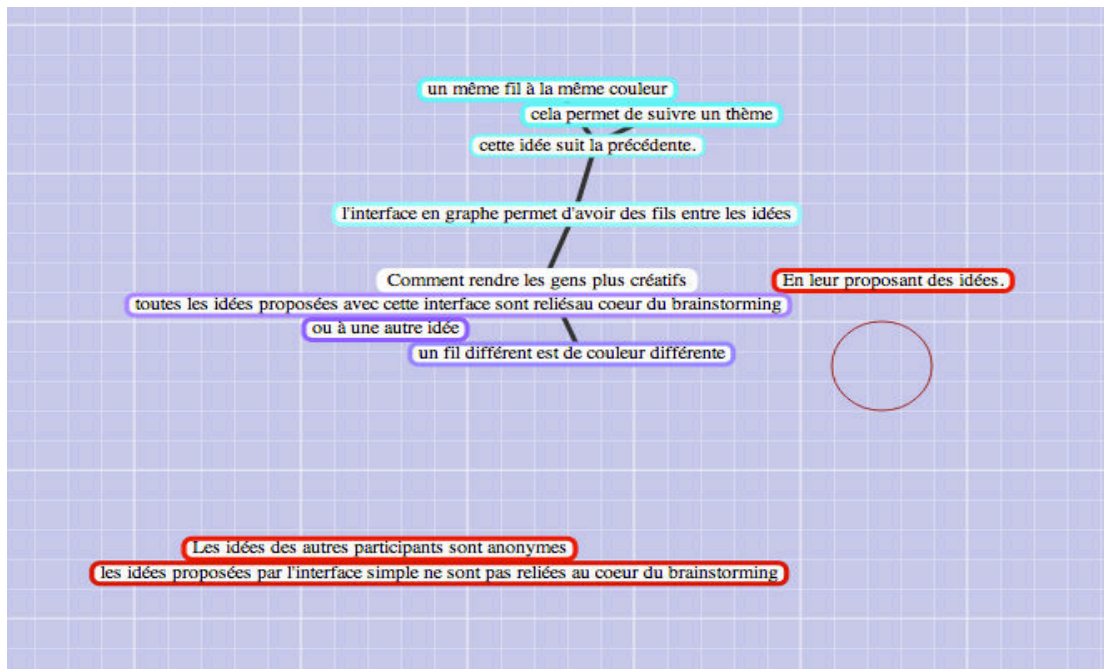 un même fil à la même couleur
cela permet de suivre un thème
cette idée suit la précédente.
l'interface en graphe permet d'avoir des fils entre les idées
Comment rendre les gens plus créatifs
En leur proposant des idées.
toutes les idées proposées avec cette interface sont reliésau coeur du brainstorming
ou à une autre idée
un fil différent est de couleur différente
Les idées des autres participants sont anonymes
les idées proposées par l'interface simple ne sont pas reliées au coeur du brainstorming